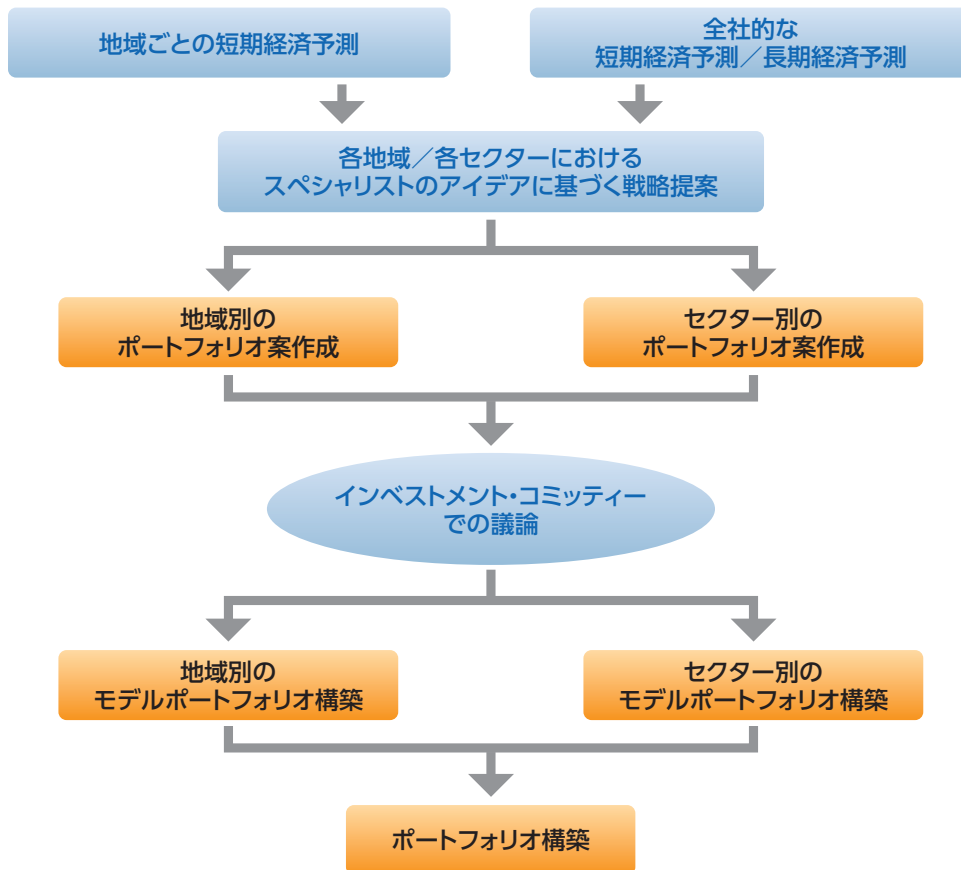 地域ごとの短期経済予測
全社的な
短期経済予測／長期経済予測
各地域／各セクターにおける
スペシャリストのアイデアに基づく戦略提案
地域別の
ポートフォリオ案作成
セクター別の
ポートフォリオ案作成
インベストメント・コミッティー
での議論
地域別の
モデルポートフォリオ構築
セクター別の
モデルポートフォリオ構築
ポートフォリオ構築